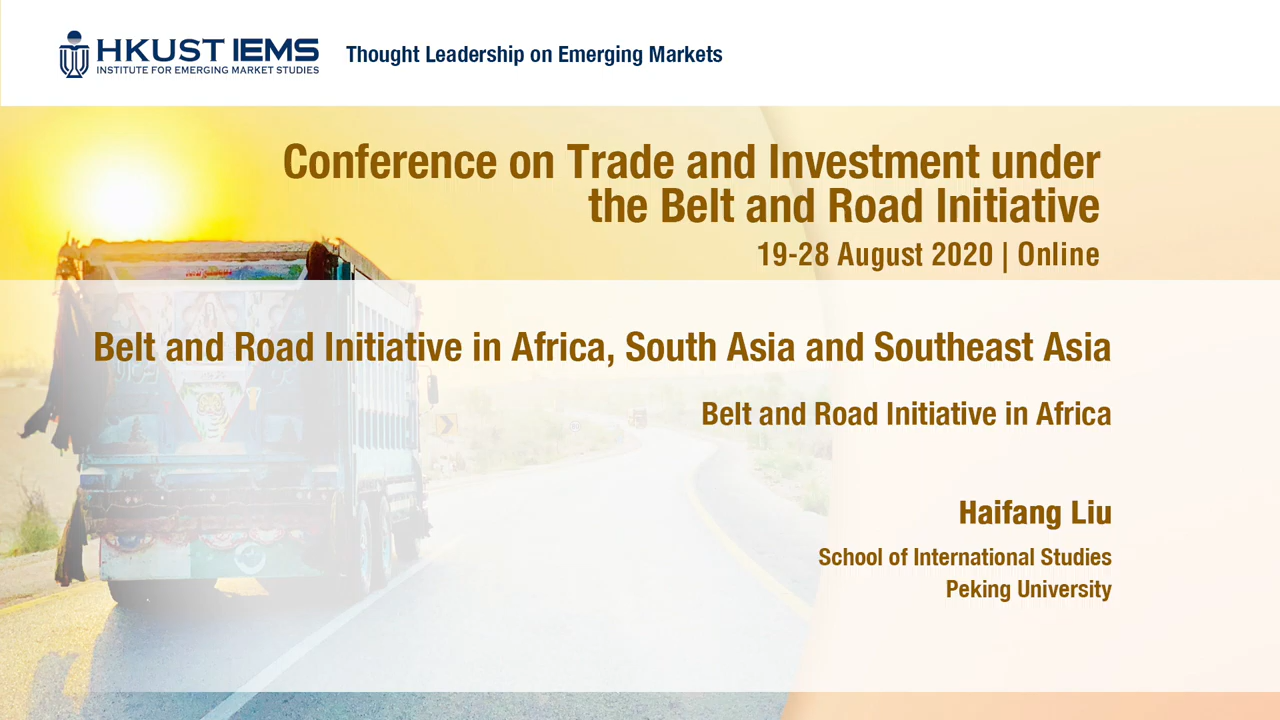 HKUST IEMS
INSTITUTE FOR EMERGING MARKET STUDIES
Thought Leadership on Emerging Markets
Conference on Trade and Investment under
the Belt and Road Initiative
19-28 August 2020 | Online
Belt and Road Initiative in Africa, South Asia and Southeast Asia
Belt and Road Initiative in Africa
Haifang Liu
School of International Studies
Peking University